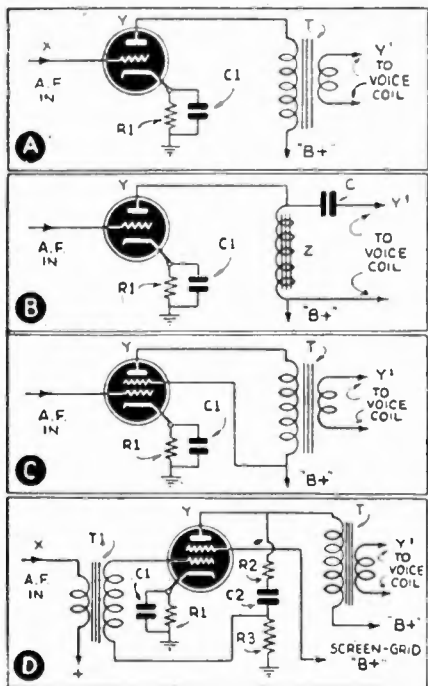 A
X
A.F.
IN
Y
R1
C1
T
Y'
TO
VOICE
COIL
"B+"
B
A.F.
IN
Y
R1
C1
C
Z
Y'
TO
VOICE
COIL
"B+"
C
A.F.
IN
Y
R1
C1
T
Y'
TO
VOICE
COIL
"B+"
D
X
A.F.
IN
+
T1
C1
Y
R1
R2
C2
R3
T
Y'
TO
VOICE
COIL
"B+"
SCREEN-GRID
"B+"